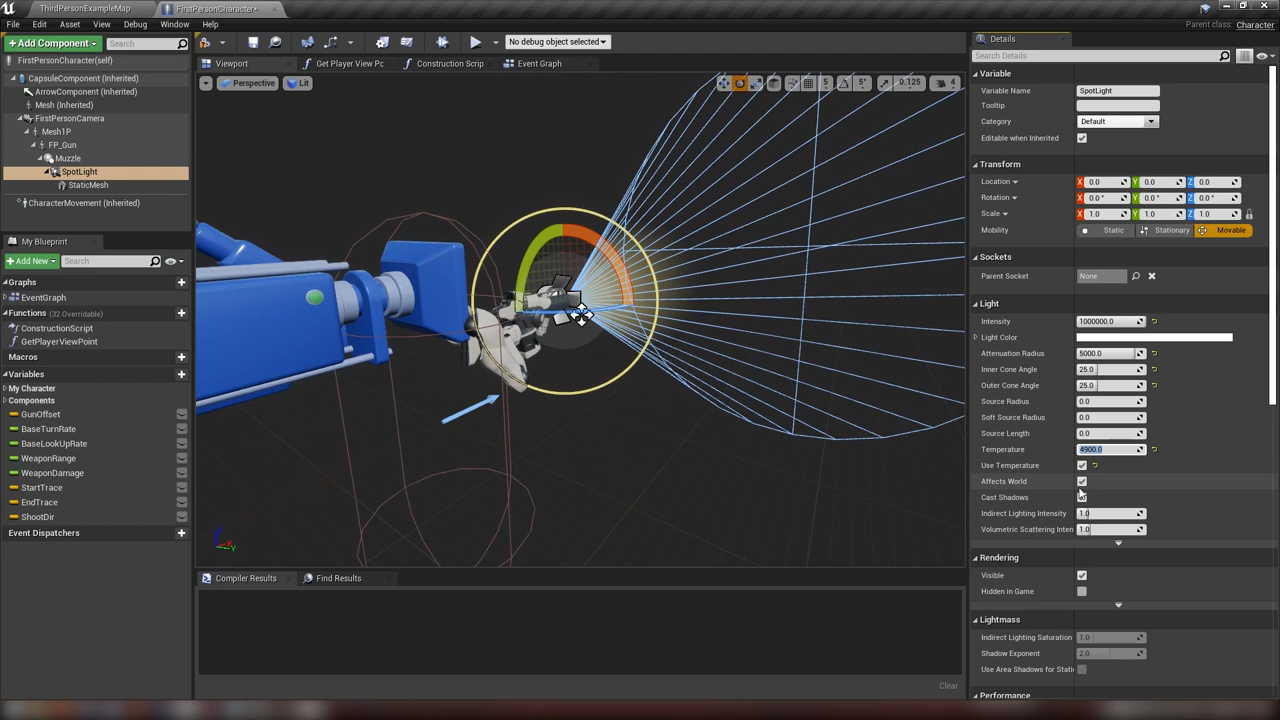 ThirdPersonExampleMap
FirstPersonCharacter*
File Edit Asset View Debug Window Help
Parent class: Character
Add Component Search
FirstPersonCharacter(self)
CapsuleComponent (Inherited)
ArrowComponent (Inherited)
Mesh (Inherited)
FirstPersonCamera
Mesh1P
FP_Gun
Muzzle
SpotLight
StaticMesh
CharacterMovement (Inherited)
My Blueprint
Add New Search
Graphs
EventGraph
Functions (32 Overridable)
ConstructionScript
GetPlayerViewPoint
Macros
Variables
My Character
Components
GunOffset
BaseTurnRate
BaseLookUpRate
WeaponRange
WeaponDamage
StartTrace
EndTrace
ShootDir
Event Dispatchers
No debug object selected
Viewport Get Player View Pc Construction Scrip Event Graph
Perspective Lit 5 5° 0.125 4
Z X Y
Compiler Results Find Results
Clear
Details
Search Details
Variable
Variable Name SpotLight
Tooltip
Category Default
Editable when Inherited
Transform
Location X 0.0 Y 0.0 Z 0.0
Rotation X 0.0 ° Y 0.0 ° Z 0.0 °
Scale X 1.0 Y 1.0 Z 1.0
Mobility Static Stationary Movable
Sockets
Parent Socket None
Light
Intensity 1000000.0
Light Color
Attenuation Radius 5000.0
Inner Cone Angle 25.0
Outer Cone Angle 25.0
Source Radius 0.0
Soft Source Radius 0.0
Source Length 0.0
Temperature 4900.0
Use Temperature
Affects World
Cast Shadows
Indirect Lighting Intensity 1.0
Volumetric Scattering Inten 1.0
Rendering
Visible
Hidden in Game
Lightmass
Indirect Lighting Saturation 1.0
Shadow Exponent 2.0
Use Area Shadows for Stati
Performance